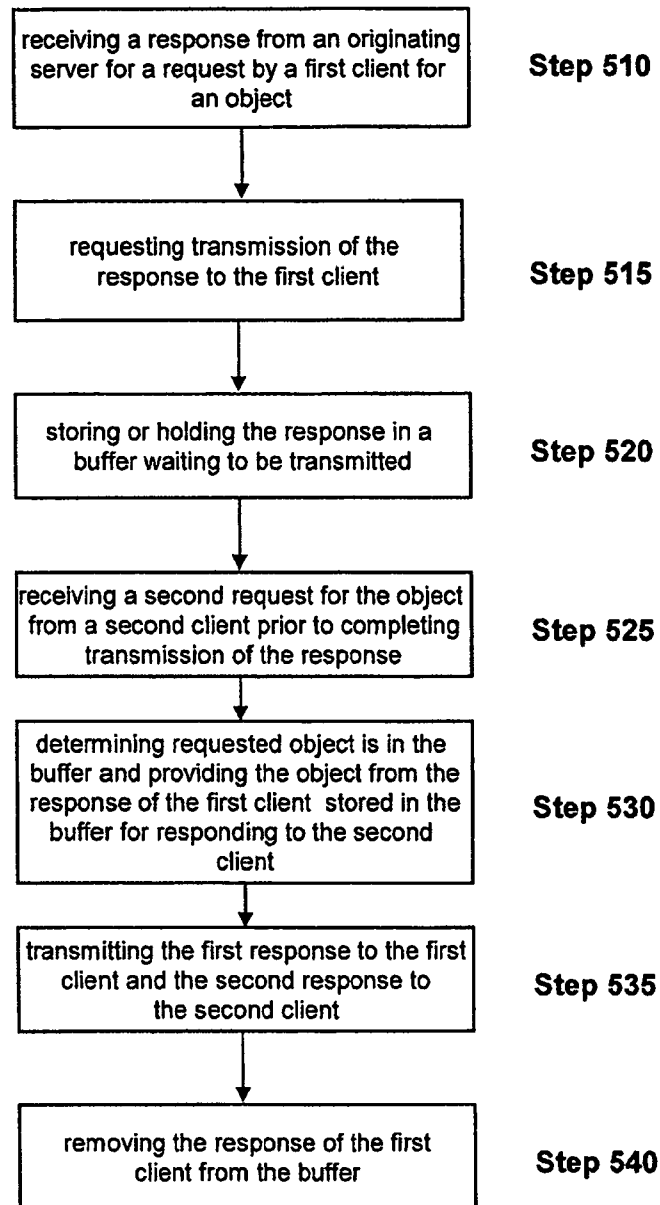 receiving a response from an originating
server for a request by a first client for
an object
Step 510
requesting transmission of the
response to the first client
Step 515
storing or holding the response in a
buffer waiting to be transmitted
Step 520
receiving a second request for the object
from a second client prior to completing
transmission of the response
Step 525
determining requested object is in the
buffer and providing the object from the
response of the first client stored in the
buffer for responding to the second
client
Step 530
transmitting the first response to the first
client and the second response to
the second client
Step 535
removing the response of the first
client from the buffer
Step 540